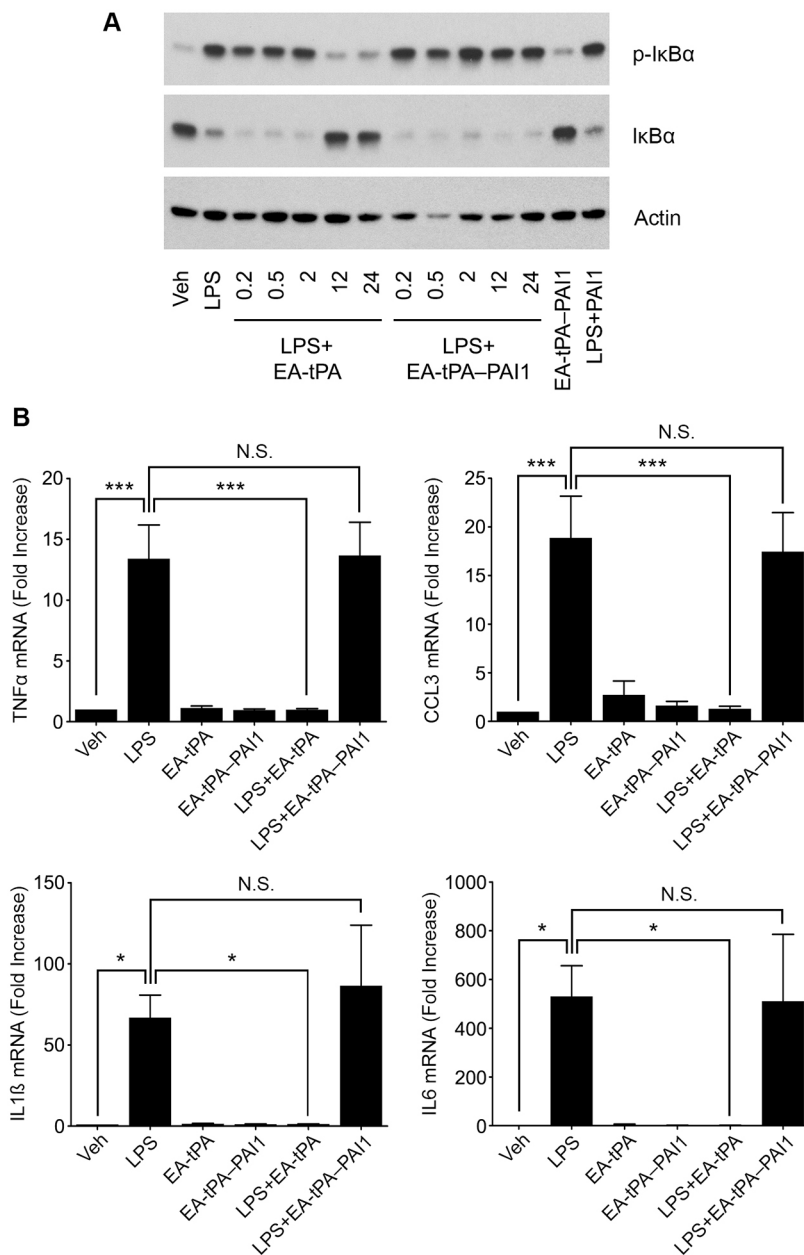 A
p-IκBα
IκBα
Actin
Veh
LPS
0.2
0.5
2
12
24
0.2
0.5
2
12
24
EA-tPA–PAI1
LPS+PAI1
LPS+
EA-tPA
LPS+
EA-tPA–PAI1
B
TNFα mRNA (Fold Increase)
20
15
10
5
0
N.S.
***
***
Veh
LPS
EA-tPA
EA-tPA–PAI1
LPS+EA-tPA
LPS+EA-tPA–PAI1
CCL3 mRNA (Fold Increase)
25
20
15
10
5
0
N.S.
***
***
Veh
LPS
EA-tPA
EA-tPA–PAI1
LPS+EA-tPA
LPS+EA-tPA–PAI1
IL1ß mRNA (Fold Increase)
150
100
50
0
N.S.
*
*
Veh
LPS
EA-tPA
EA-tPA–PAI1
LPS+EA-tPA
LPS+EA-tPA–PAI1
IL6 mRNA (Fold Increase)
1000
800
600
400
200
0
N.S.
*
*
Veh
LPS
EA-tPA
EA-tPA–PAI1
LPS+EA-tPA
LPS+EA-tPA–PAI1